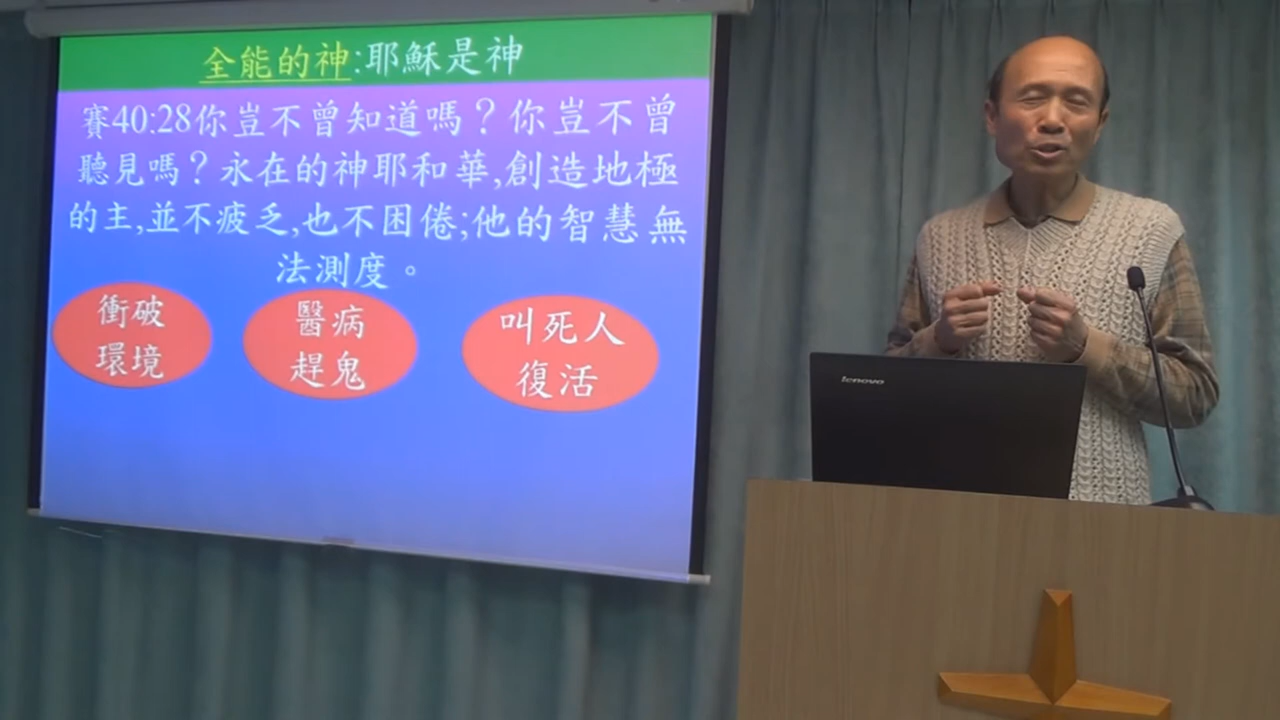 全能的神:耶穌是神
賽40:28你豈不曾知道嗎？你豈不曾
聽見嗎？永在的神耶和華,創造地極
的主,並不疲乏,也不困倦;他的智慧無
法測度。
衝破
環境
醫病
趕鬼
叫死人
復活
lenovo